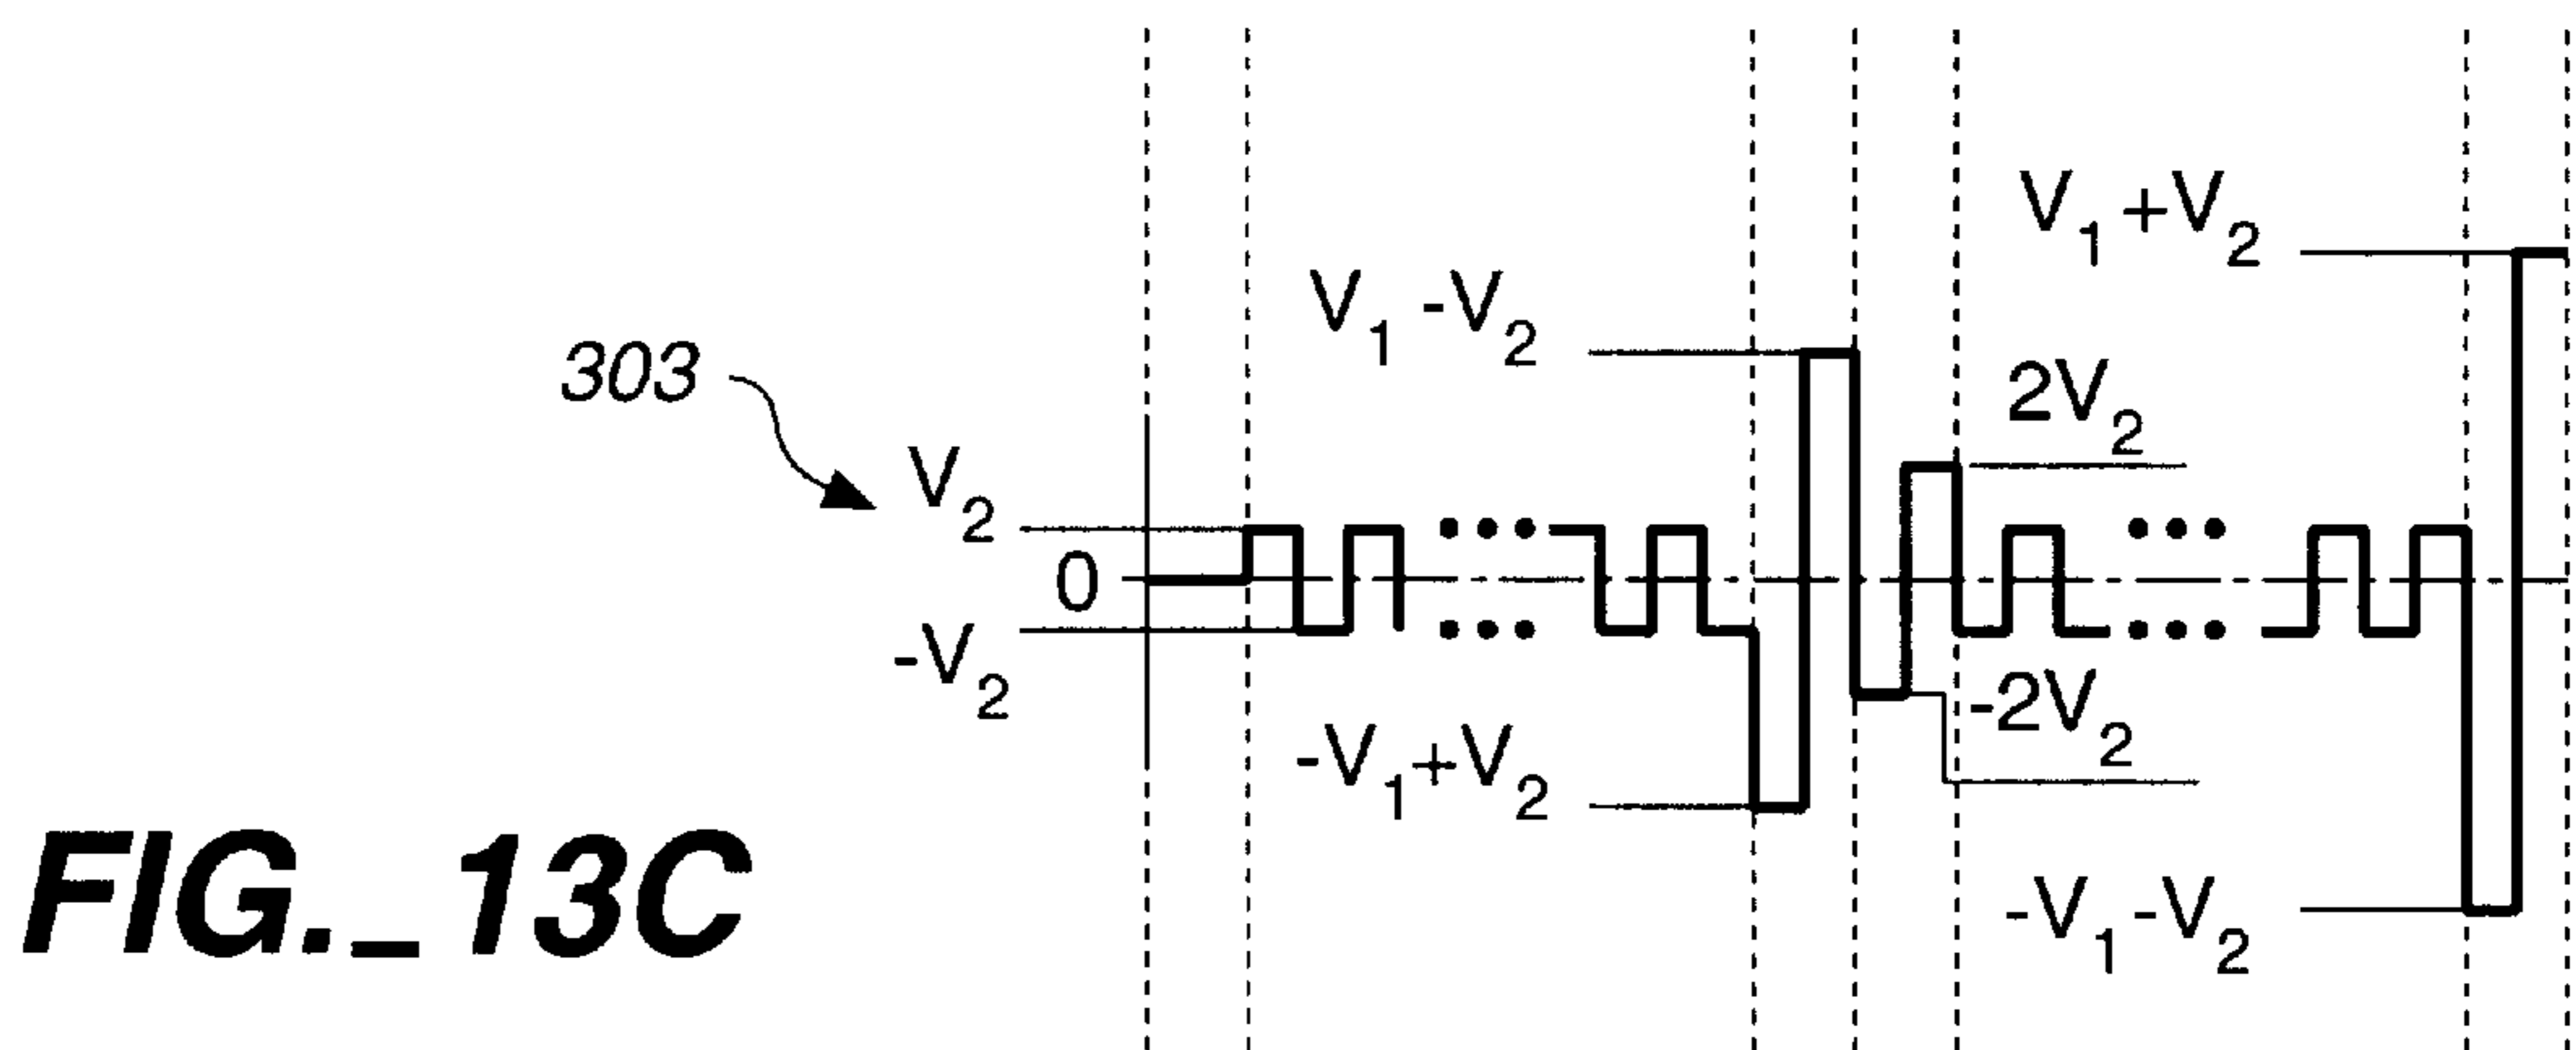 V₁+V₂
V₁ -V₂
303
2V₂
V₂
0
-V₂
-2V₂
-V₁+V₂
-V₁-V₂
FIG._13C